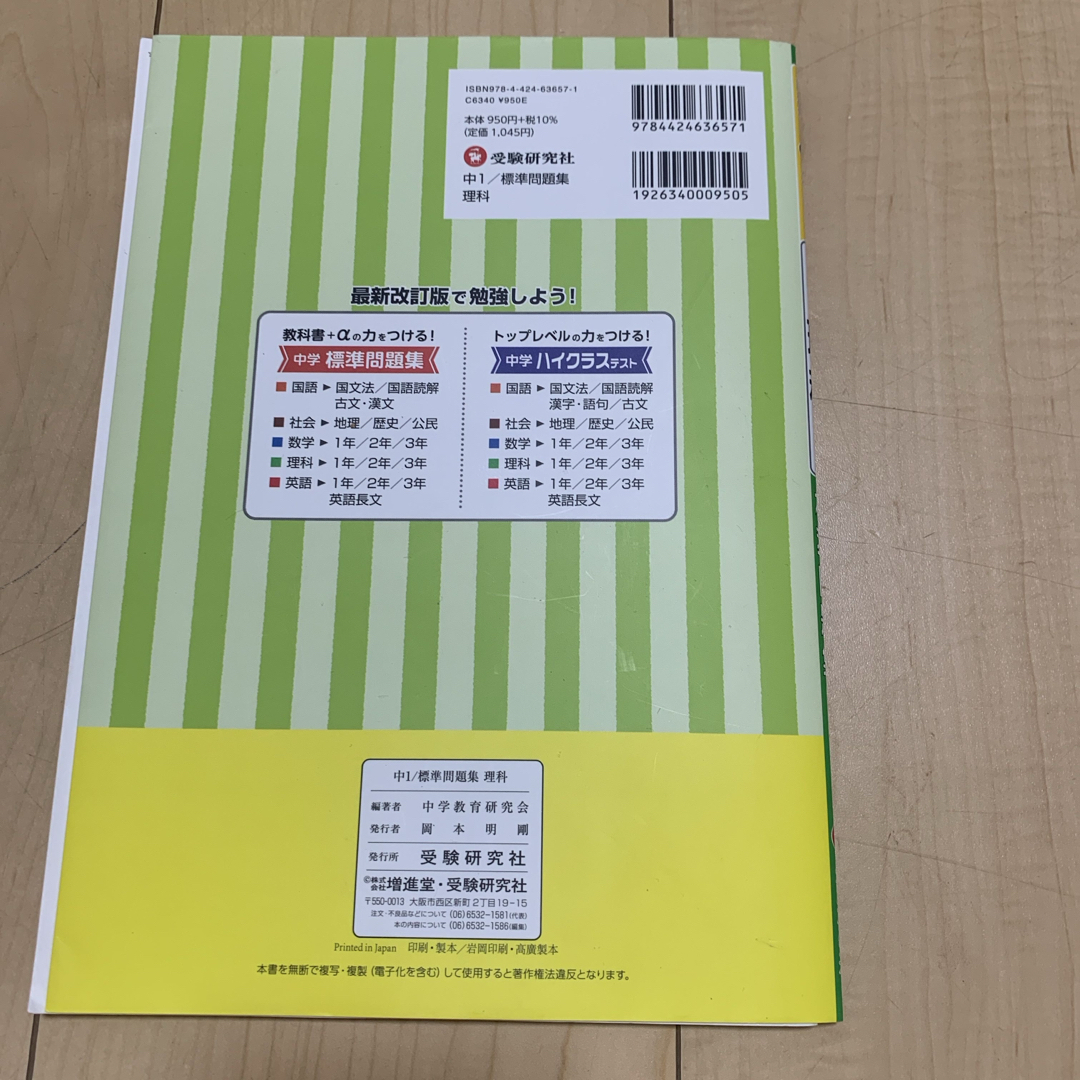 ISBN978-4-424-63657-1
C6340 ¥950E
本体 950円+税10%
(定価 1,045円)
受験研究社
中1/標準問題集
理科
9784424636571
1926340009505
最新改訂版で勉強しよう!
教科書+αの力をつける!
中学 標準問題集
国語 ▶ 国文法/国語読解
古文・漢文
社会 ▶ 地理/歴史/公民
数学 ▶ 1年/2年/3年
理科 ▶ 1年/2年/3年
英語 ▶ 1年/2年/3年
英語長文
トップレベルの力をつける!
中学 ハイクラステスト
国語 ▶ 国文法/国語読解
漢字・語句/古文
社会 ▶ 地理/歴史/公民
数学 ▶ 1年/2年/3年
理科 ▶ 1年/2年/3年
英語 ▶ 1年/2年/3年
英語長文
中1/標準問題集 理科
編著者 中学教育研究会
発行者 岡本明剛
発行所 受験研究社
©株式会社 増進堂・受験研究社
〒550-0013 大阪市西区新町2丁目19-15
注文・不良品などについて (06)6532-1581(代表)
本の内容について (06)6532-1586(編集)
Printed in Japan 印刷・製本/岩岡印刷・高廣製本
本書を無断で複写・複製(電子化を含む)して使用すると著作権法違反となります。